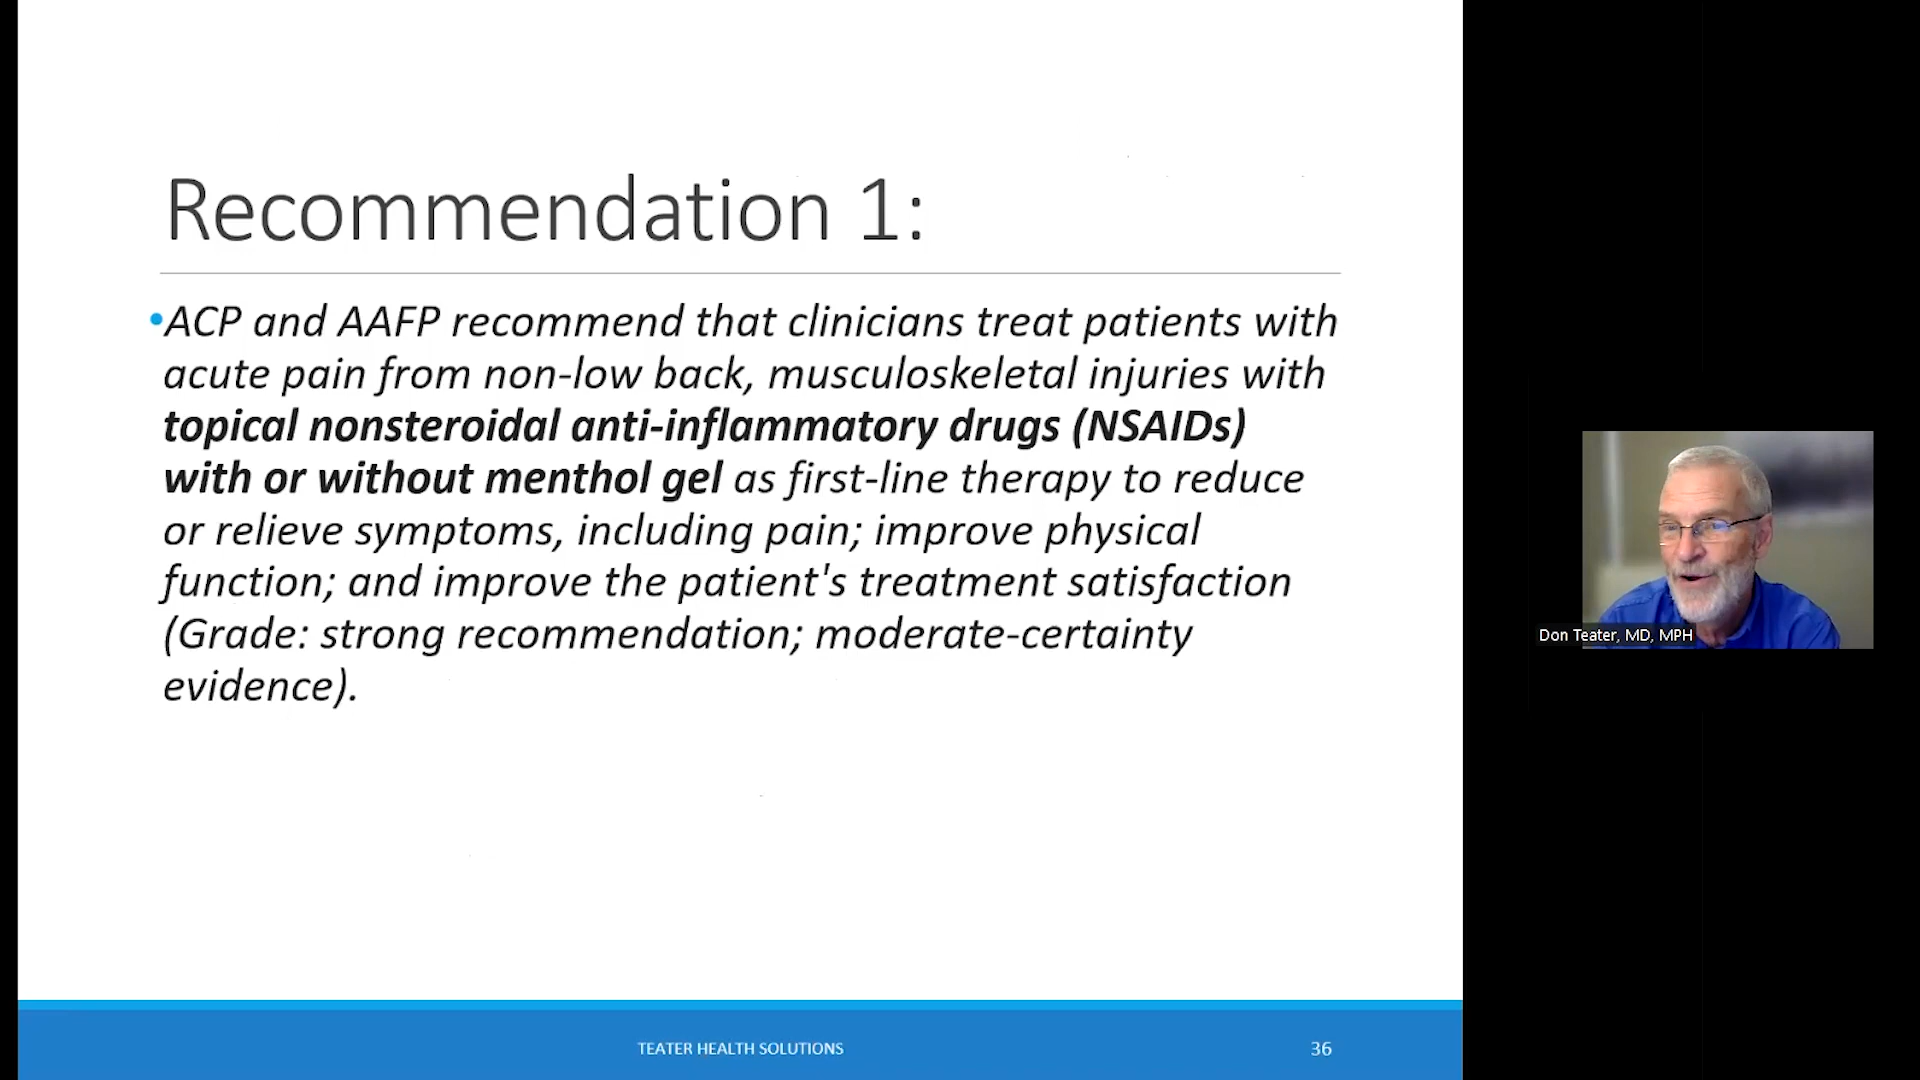 Recommendation 1:
•ACP and AAFP recommend that clinicians treat patients with
acute pain from non-low back, musculoskeletal injuries with
topical nonsteroidal anti-inflammatory drugs (NSAIDs)
with or without menthol gel as first-line therapy to reduce
or relieve symptoms, including pain; improve physical
function; and improve the patient's treatment satisfaction
(Grade: strong recommendation; moderate-certainty
evidence).
Don Teater, MD, MPH
TEATER HEALTH SOLUTIONS
36